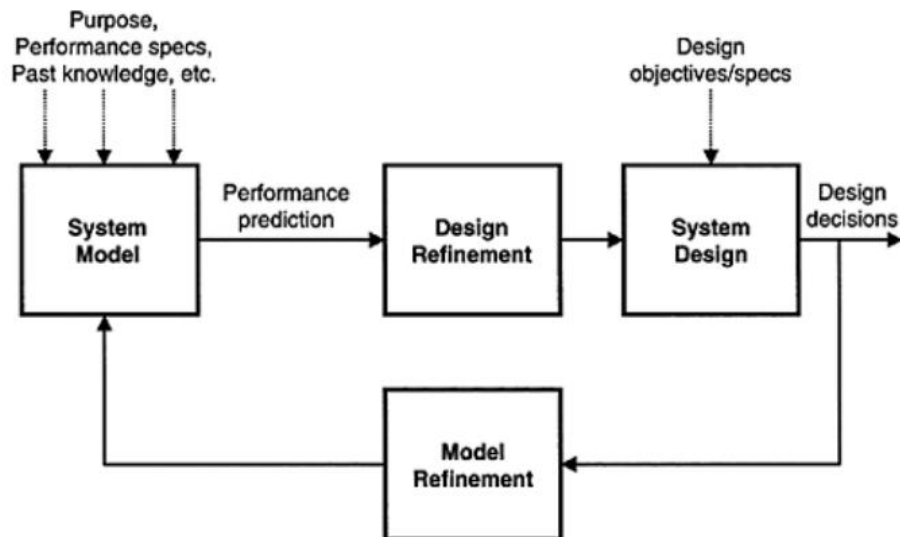 Purpose,
Performance specs,
Past knowledge, etc.
Design
objectives/specs
System
Model
Performance
prediction
Design
Refinement
System
Design
Design
decisions
Model
Refinement